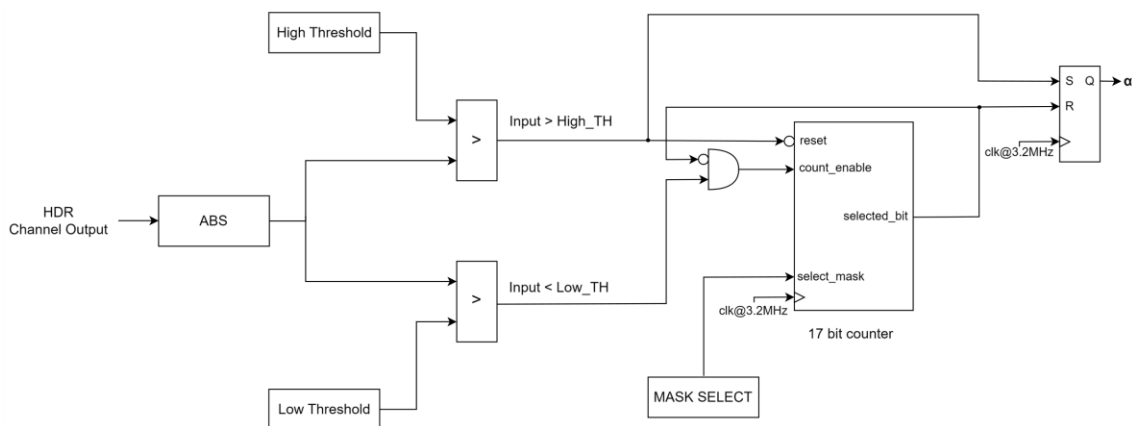 High Threshold
>
Input > High_TH
S Q
α
R
clk@3.2MHz
reset
count_enable
HDR
Channel Output
ABS
selected_bit
>
Input < Low_TH
select_mask
clk@3.2MHz
17 bit counter
MASK SELECT
Low Threshold